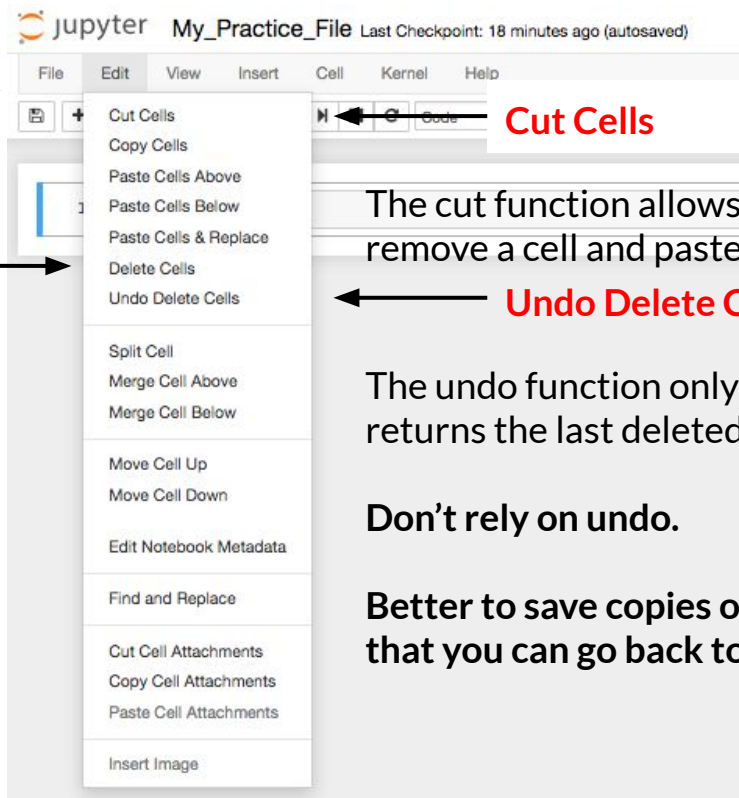 jupyter My_Practice_File Last Checkpoint: 18 minutes ago (autosaved)
File Edit View Insert Cell Kernel Help
Code
Cut Cells
Copy Cells
Paste Cells Above
Paste Cells Below
Paste Cells & Replace
Delete Cells
Undo Delete Cells
Split Cell
Merge Cell Above
Merge Cell Below
Move Cell Up
Move Cell Down
Edit Notebook Metadata
Find and Replace
Cut Cell Attachments
Copy Cell Attachments
Paste Cell Attachments
Insert Image
Cut Cells
The cut function allows
remove a cell and paste
Undo Delete
The undo function only
returns the last deleted
Don’t rely on undo.
Better to save copies
that you can go back to